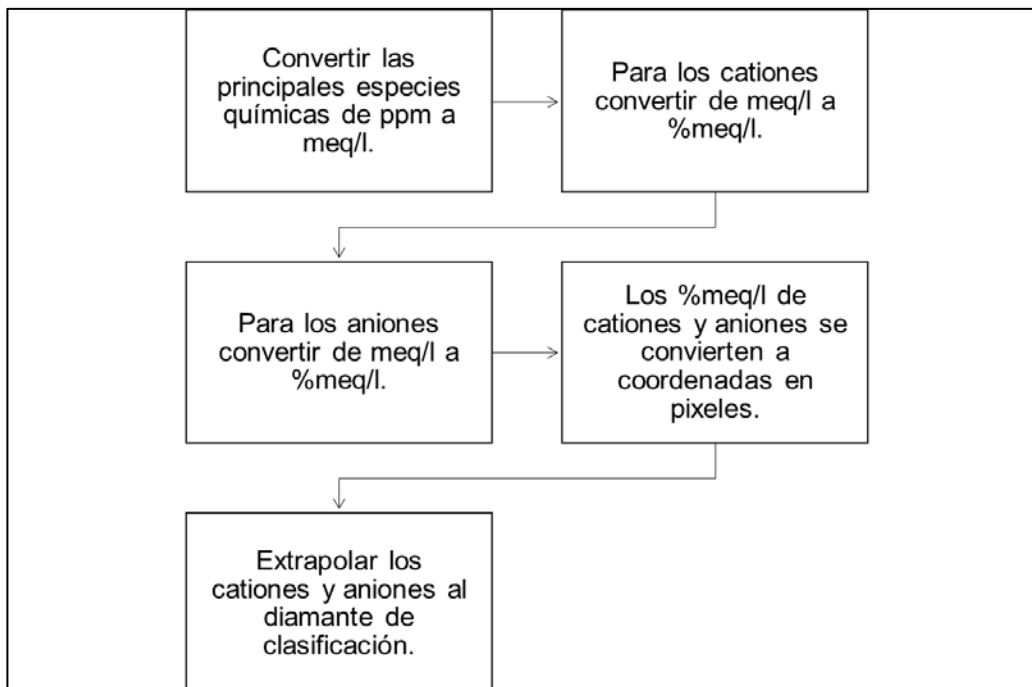 Convertir las
principales especies
químicas de ppm a
meq/l.
Para los cationes
convertir de meq/l a
%meq/l.
Para los aniones
convertir de meq/l a
%meq/l.
Los %meq/l de
cationes y aniones se
convierten a
coordenadas en
pixeles.
Extrapolar los
cationes y aniones al
diamante de
clasificación.